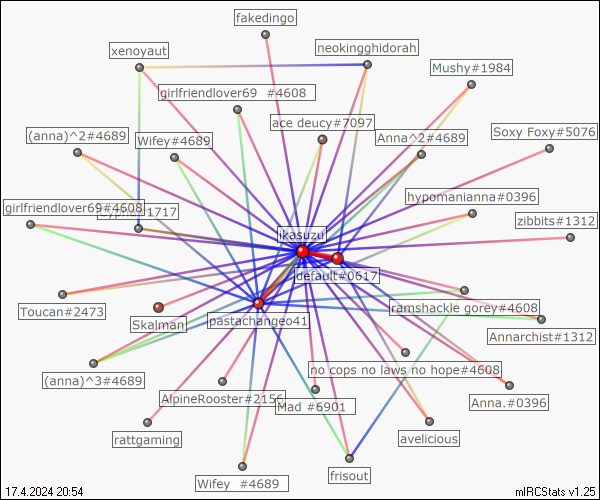 fakedingo
xenoyaut
neokingghidorah
Mushy#1984
girlfriendlover69 #4608
ace deucy#7097
(anna)^2#4689
Wifey#4689
Anna^2#4689
Soxy Foxy#5076
hypomanianna#0396
girlfriendlover69#4608
1717
zibbits#1312
ikasuzu
default#0617
Toucan#2473
Skalman
pastachangeo41
ramshackle gorey#4608
Annarchist#1312
(anna)^3#4689
no cops no laws no hope#4608
AlpineRooster#2156
Mad #6901
Anna.#0396
rattgaming
avelicious
Wifey #4689
frisout
17.4.2024 20:54
mIRCStats v1.25